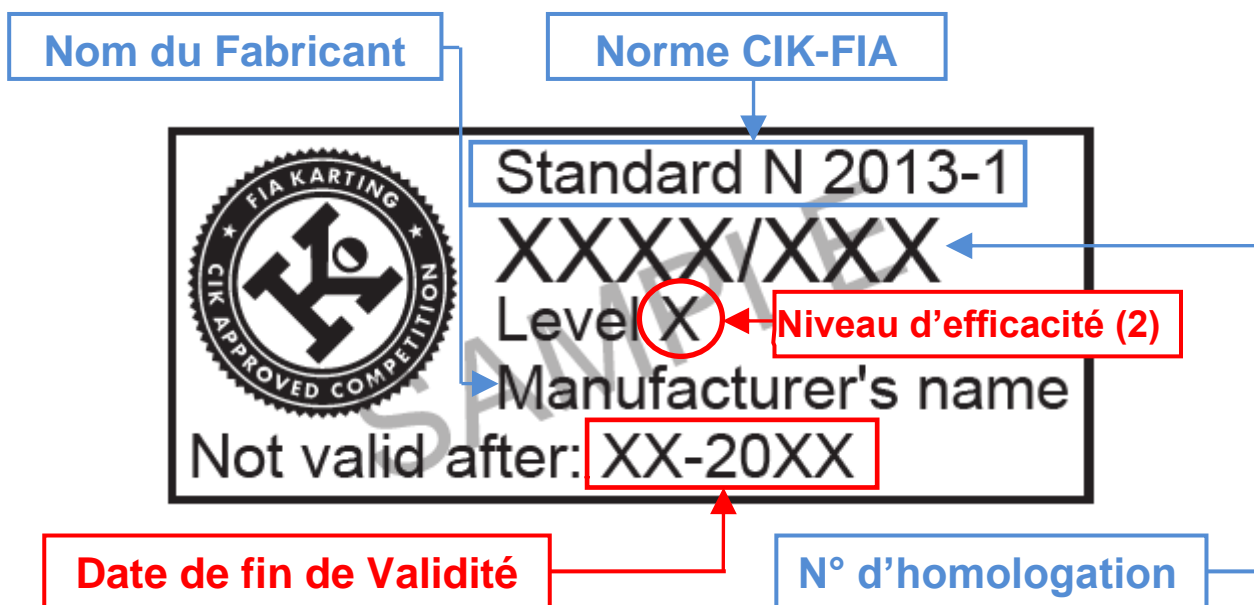 Nom du Fabricant
Norme CIK-FIA
FIA KARTING
CIK APPROVED COMPETITION
Standard N 2013-1
XXXX/XXX
Level X
Niveau d’efficacité (2)
Manufacturer's name
Not valid after: XX-20XX
SAMPLE
Date de fin de Validité
N° d’homologation